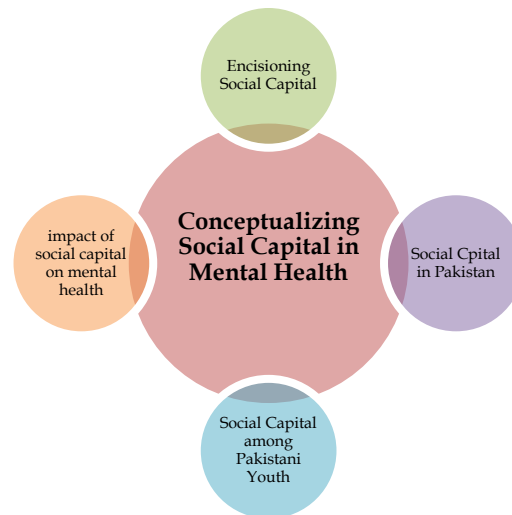 Encisioning
Social Capital
Conceptualizing
Social Capital in
Mental Health
impact of
social capital
on mental
health
Social Cpital
in Pakistan
Social Capital
among
Pakistani
Youth